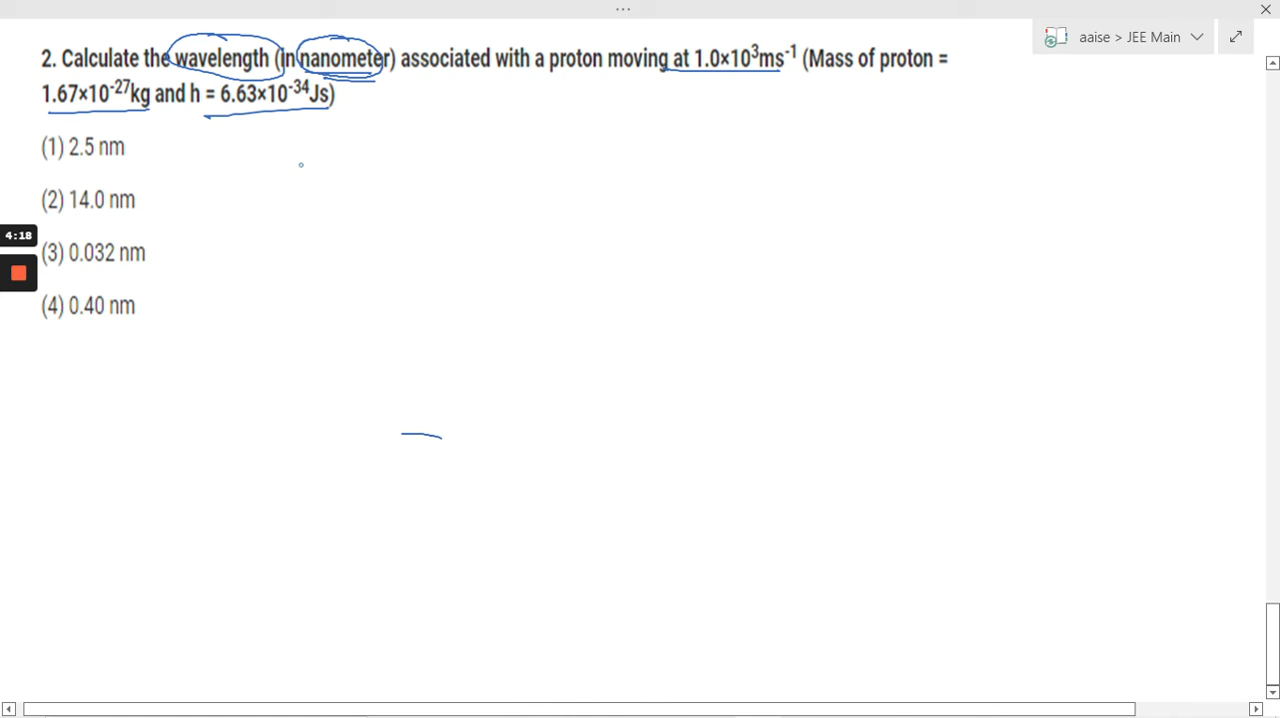 aaise > JEE Main
2. Calculate the wavelength (in nanometer) associated with a proton moving at 1.0×10³ms⁻¹ (Mass of proton =
1.67×10⁻²⁷kg and h = 6.63×10⁻³⁴Js)
(1) 2.5 nm
(2) 14.0 nm
4:18
(3) 0.032 nm
(4) 0.40 nm